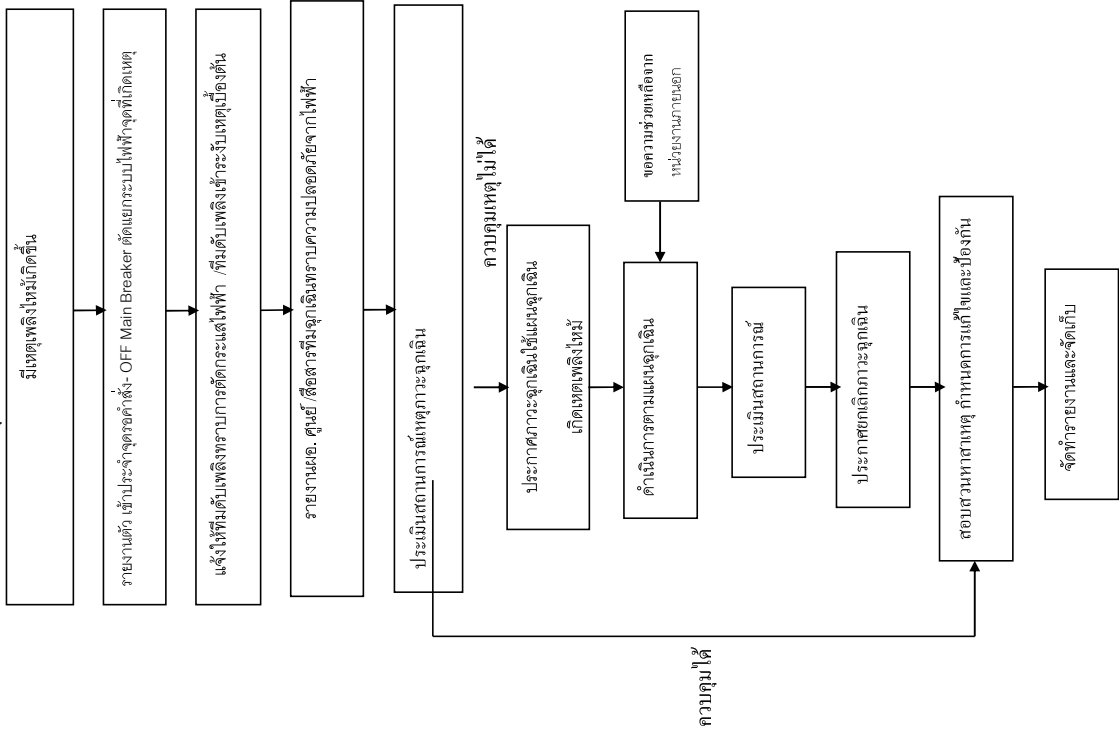 มีเหตุเพลิงไหม้เกิดขึ้น
รายงานตัว เข้าประจำจุดรอคำสั่ง- OFF Main Breaker ตัดแยกระบบไฟฟ้าจุดที่เกิดเหตุ
แจ้งให้ทีมดับเพลิงทราบการตัดกระแสไฟฟ้า /ทีมดับเพลิงเข้าระงับเหตุเบื้องต้น
รายงานผอ. ศูนย์ /สื่อสารทีมฉุกเฉินทราบความปลอดภัยจากไฟฟ้า
ประเมินสถานการณ์เหตุภาวะฉุกเฉิน
ควบคุมเหตุไม่ได้
ประกาศภาวะฉุกเฉินใช้แผนฉุกเฉิน
เกิดเหตุเพลิงไหม้
ขอความช่วยเหลือจาก
หน่วยงานภายนอก
ดำเนินการตามแผนฉุกเฉิน
ประเมินสถานการณ์
ประกาศยกเลิกภาวะฉุกเฉิน
สอบสวนหาสาเหตุ กำหนดการแก้ไขและป้องกัน
จัดทำรายงานและจัดเก็บ
ควบคุมได้